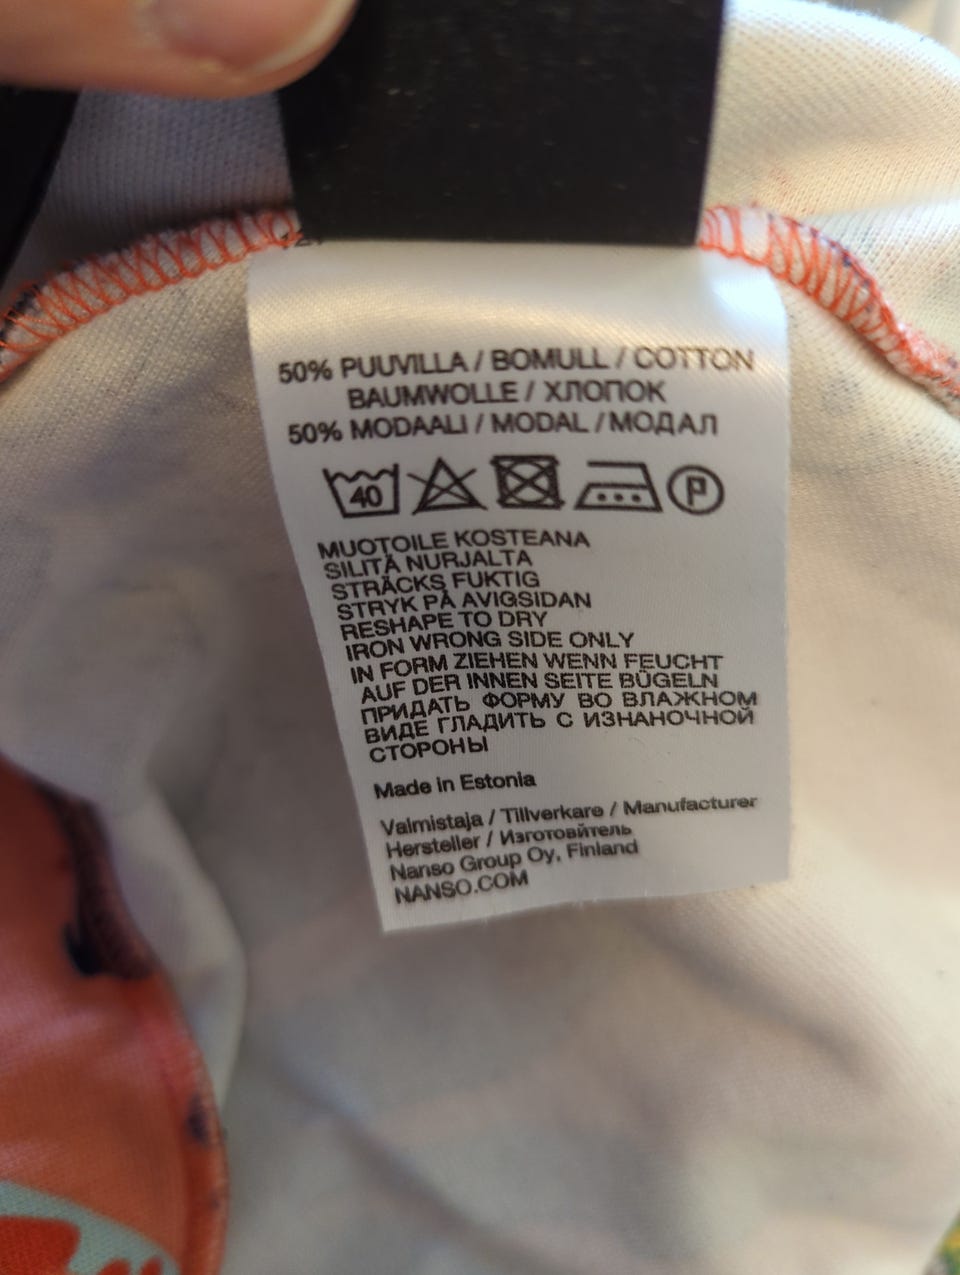 50% PUUVILLA / BOMULL / COTTON
BAUMWOLLE / ХЛОПОК
50% MODAALI / MODAL / МОДАЛ
40 P
MUOTOILE KOSTEANA
SILITÄ NURJALTA
STRÄCKS FUKTIG
STRYK PÅ AVIGSIDAN
RESHAPE TO DRY
IRON WRONG SIDE ONLY
IN FORM ZIEHEN WENN FEUCHT
AUF DER INNEN SEITE BÜGELN
ПРИДАТЬ ФОРМУ ВО ВЛАЖНОМ
ВИДЕ ГЛАДИТЬ С ИЗНАНОЧНОЙ
СТОРОНЫ
Made in Estonia
Valmistaja / Tillverkare / Manufacturer
Hersteller / Изготовйтель
Nanso Group Oy, Finland
NANSO.COM